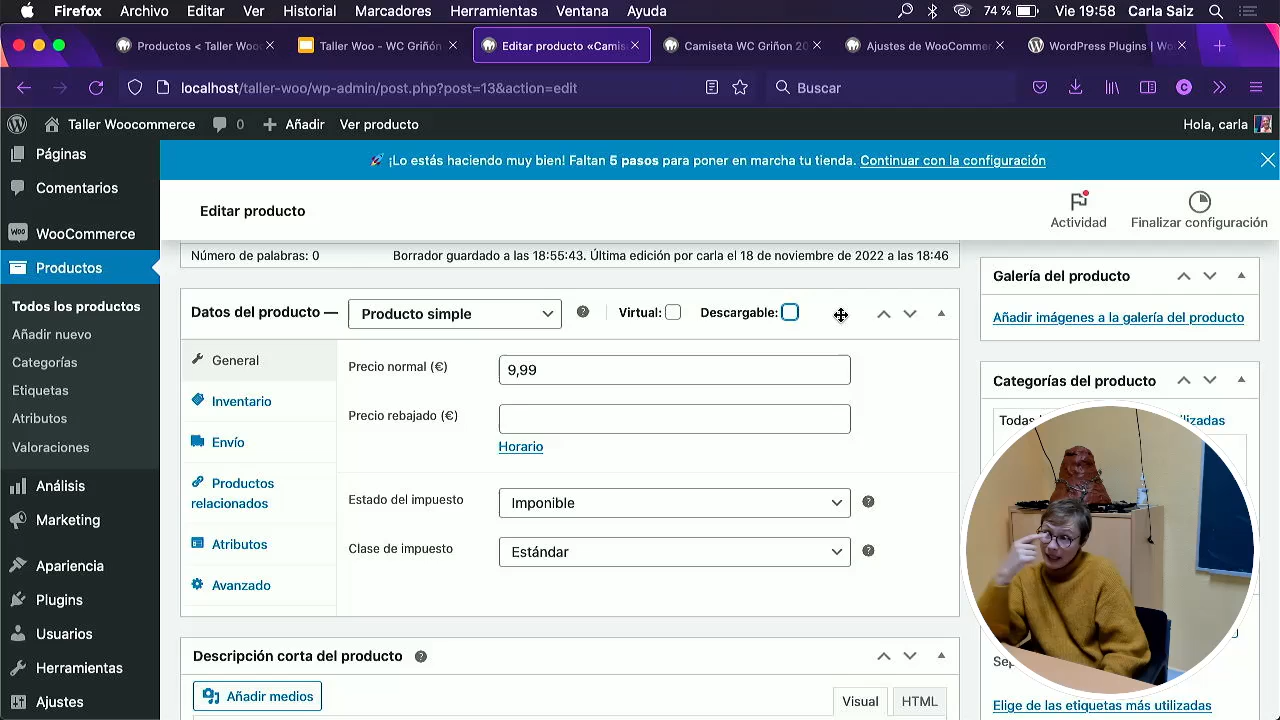 Firefox Archivo Editar Ver Historial Marcadores Herramientas Ventana Ayuda 74 % Vie 19:58 Carla Saiz
Productos < Taller Woo
Taller Woo - WC Griñón
Editar producto «Camis
Camiseta WC Griñon 20
Ajustes de WooCommer
WordPress Plugins | Wo
localhost/taller-woo/wp-admin/post.php?post=13&action=edit
Buscar
Taller Woocommerce 0 Añadir Ver producto Hola, carla
¡Lo estás haciendo muy bien! Faltan 5 pasos para poner en marcha tu tienda. Continuar con la configuración
Páginas
Comentarios
WooCommerce
Productos
Todos los productos
Añadir nuevo
Categorías
Etiquetas
Atributos
Valoraciones
Análisis
Marketing
Apariencia
Plugins
Usuarios
Herramientas
Ajustes
Editar producto
Actividad
Finalizar configuración
Número de palabras: 0
Borrador guardado a las 18:55:43. Última edición por carla el 18 de noviembre de 2022 a las 18:46
Datos del producto — Producto simple Virtual: Descargable:
General
Inventario
Envío
Productos
relacionados
Atributos
Avanzado
Precio normal (€) 9,99
Precio rebajado (€)
Horario
Estado del impuesto Imponible
Clase de impuesto Estándar
Descripción corta del producto
Añadir medios
Visual HTML
Galería del producto
Añadir imágenes a la galería del producto
Categorías del producto
Todas
Elige de las etiquetas más utilizadas